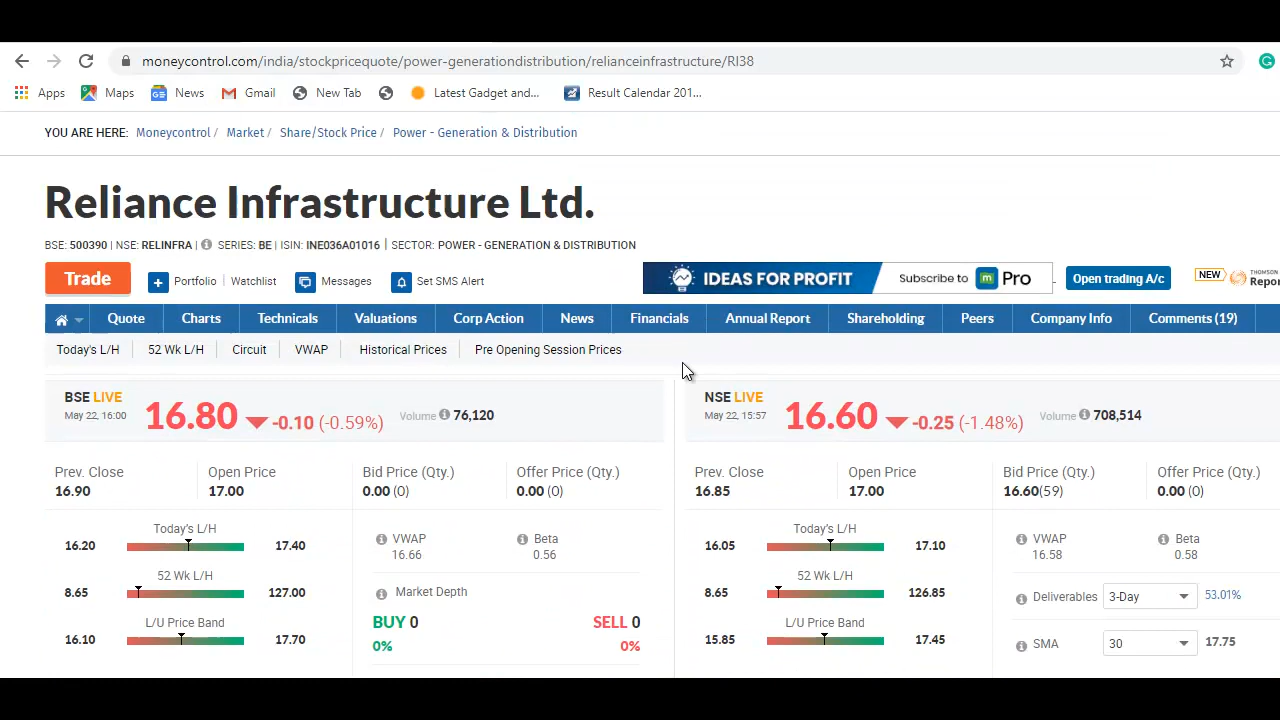 moneycontrol.com/india/stockpricequote/power-generationdistribution/relianceinfrastructure/RI38
Apps Maps News Gmail New Tab Latest Gadget and... Result Calendar 201...
YOU ARE HERE: Moneycontrol / Market / Share/Stock Price / Power - Generation & Distribution
Reliance Infrastructure Ltd.
BSE: 500390 | NSE: RELINFRA | SERIES: BE | ISIN: INE036A01016 | SECTOR: POWER - GENERATION & DISTRIBUTION
Trade + Portfolio | Watchlist Messages Set SMS Alert IDEAS FOR PROFIT Subscribe to m Pro Open trading A/c NEW THOMSON
Quote Charts Technicals Valuations Corp Action News Financials Annual Report Shareholding Peers Company Info Comments (19)
Today's L/H 52 Wk L/H Circuit VWAP Historical Prices Pre Opening Session Prices
BSE LIVE
May 22, 16:00
16.80 -0.10 (-0.59%) Volume 76,120
Prev. Close Open Price Bid Price (Qty.) Offer Price (Qty.)
16.90 17.00 0.00 (0) 0.00 (0)
Today's L/H
16.20 17.40
52 Wk L/H
8.65 127.00
L/U Price Band
16.10 17.70
VWAP Beta
16.66 0.56
Market Depth
BUY 0 SELL 0
0% 0%
NSE LIVE
May 22, 15:57
16.60 -0.25 (-1.48%) Volume 708,514
Prev. Close Open Price Bid Price (Qty.) Offer Price (Qty.)
16.85 17.00 16.60(59) 0.00 (0)
Today's L/H
16.05 17.10
52 Wk L/H
8.65 126.85
L/U Price Band
15.85 17.45
VWAP Beta
16.58 0.58
Deliverables 3-Day 53.01%
SMA 30 17.75